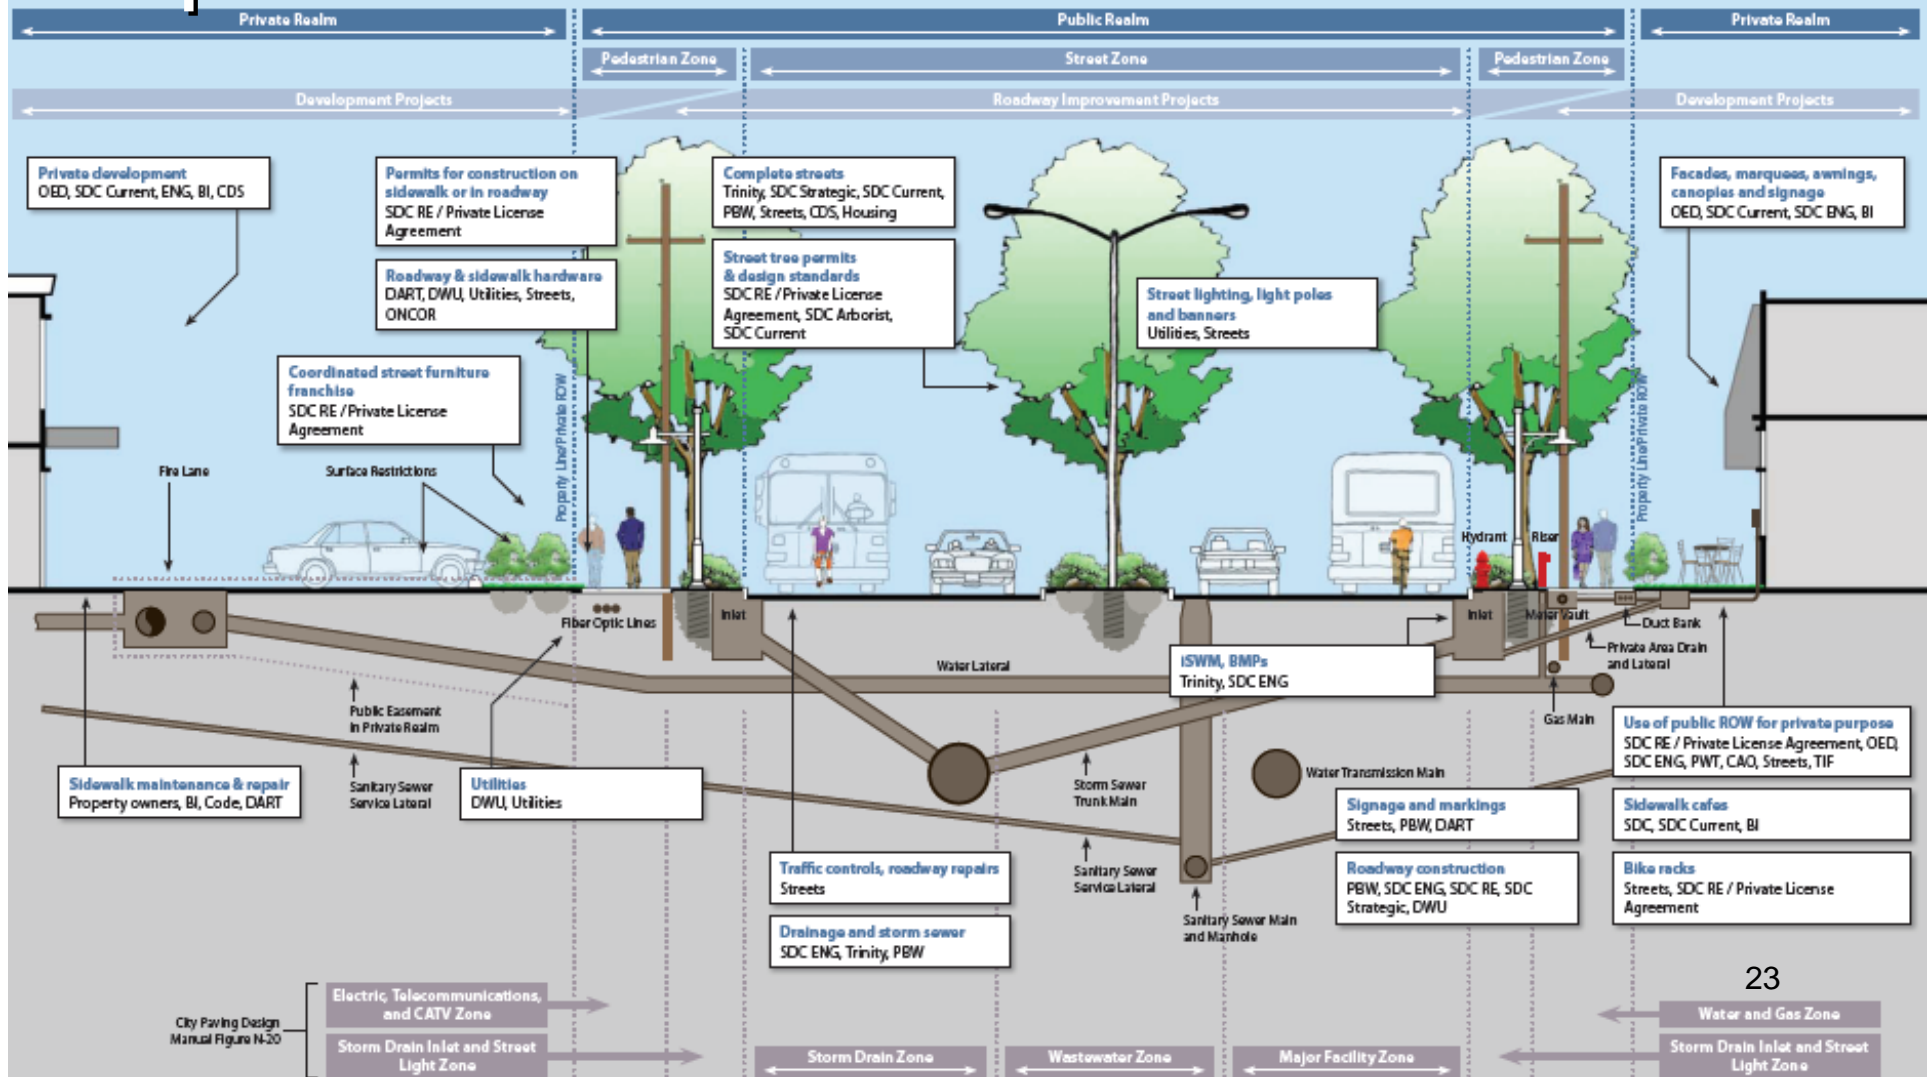 Private Realm
Public Realm
Private Realm
Pedestrian Zone
Street Zone
Pedestrian Zone
Development Projects
Roadway Improvement Projects
Development Projects
Private development
OED, SDC Current, ENG, BI, CDS
Permits for construction on
sidewalk or in roadway
SDC RE / Private License
Agreement
Roadway & sidewalk hardware
DART, DWU, Utilities, Streets,
ONCOR
Coordinated street furniture
franchise
SDC RE / Private License
Agreement
Complete streets
Trinity, SDC Strategic, SDC Current,
PBW, Streets, CDS, Housing
Street tree permits
& design standards
SDC RE / Private License
Agreement, SDC Arborist,
SDC Current
Street lighting, light poles
and banners
Utilities, Streets
Facades, marquees, awnings,
canopies and signage
OED, SDC Current, SDC ENG, BI
Fire Lane
Surface Restrictions
Property Line/Private ROW
Property Line/Private ROW
Hydrant
Riser
Fiber Optic Lines
Inlet
Inlet
Meter Vault
Duct Bank
Private Area Drain
and Lateral
Water Lateral
iSWM, BMPs
Trinity, SDC ENG
Gas Main
Public Easement
in Private Realm
Sanitary Sewer
Service Lateral
Storm Sewer
Trunk Main
Water Transmission Main
Sidewalk maintenance & repair
Property owners, BI, Code, DART
Utilities
DWU, Utilities
Use of public ROW for private purpose
SDC RE / Private License Agreement, OED,
SDC ENG, PWT, CAO, Streets, TIF
Signage and markings
Streets, PBW, DART
Sidewalk cafes
SDC, SDC Current, BI
Traffic controls, roadway repairs
Streets
Sanitary Sewer
Service Lateral
Roadway construction
PBW, SDC ENG, SDC RE, SDC
Strategic, DWU
Bike racks
Streets, SDC RE / Private License
Agreement
Drainage and storm sewer
SDC ENG, Trinity, PBW
Sanitary Sewer Main
and Manhole
23
City Paving Design
Manual Figure N-20
Electric, Telecommunications,
and CATV Zone
Storm Drain Inlet and Street
Light Zone
Storm Drain Zone
Wastewater Zone
Major Facility Zone
Water and Gas Zone
Storm Drain Inlet and Street
Light Zone